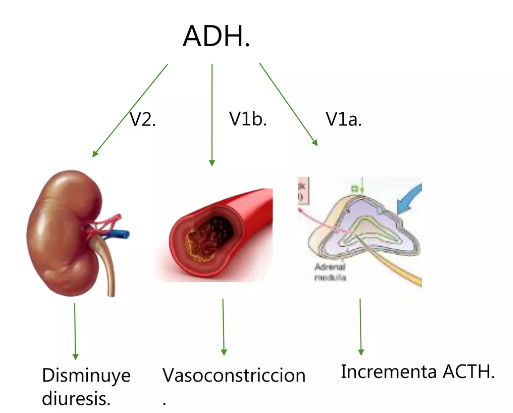 ADH.
V2.
V1b.
V1a.
Adrenal
medulla
Disminuye
diuresis.
Vasoconstriccion
.
Incrementa ACTH.